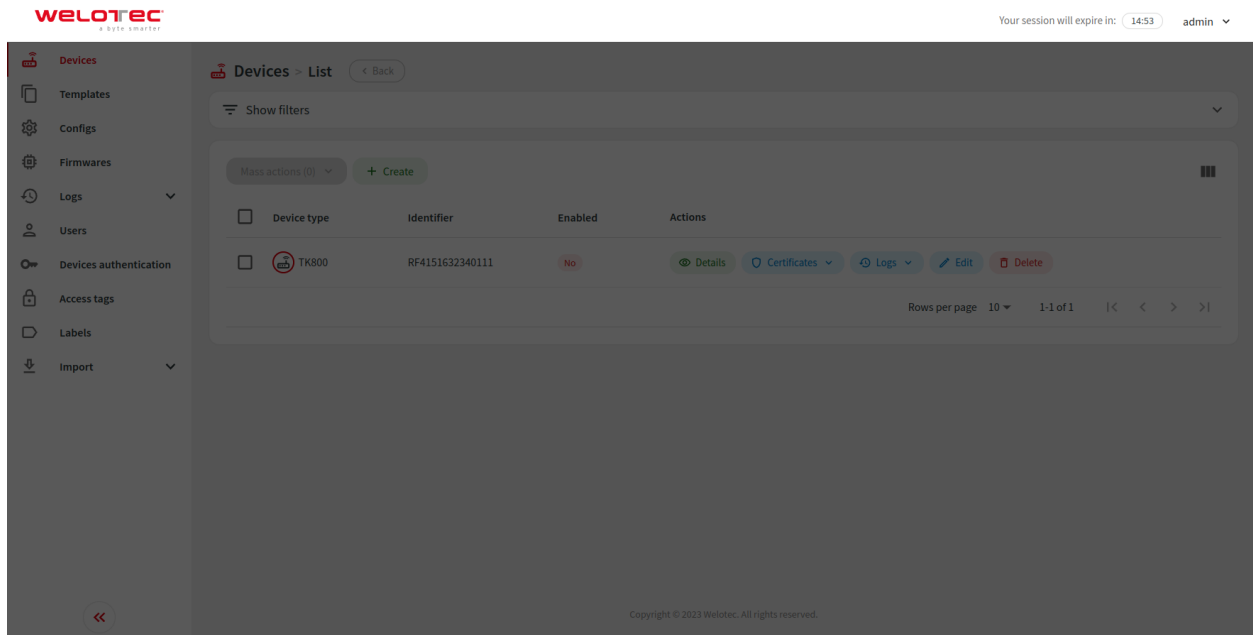 WELOTEC
a byte smarter
Your session will expire in: 14:53 admin
Devices
Templates
Configs
Firmwares
Logs
Users
Devices authentication
Access tags
Labels
Import
Devices > List < Back
Show filters
Mass actions (0) + Create
Device type Identifier Enabled Actions
TK800 RF4151632340111 No Details Certificates Logs Edit Delete
Rows per page 10 1-1 of 1
Copyright © 2023 Welotec. All rights reserved.